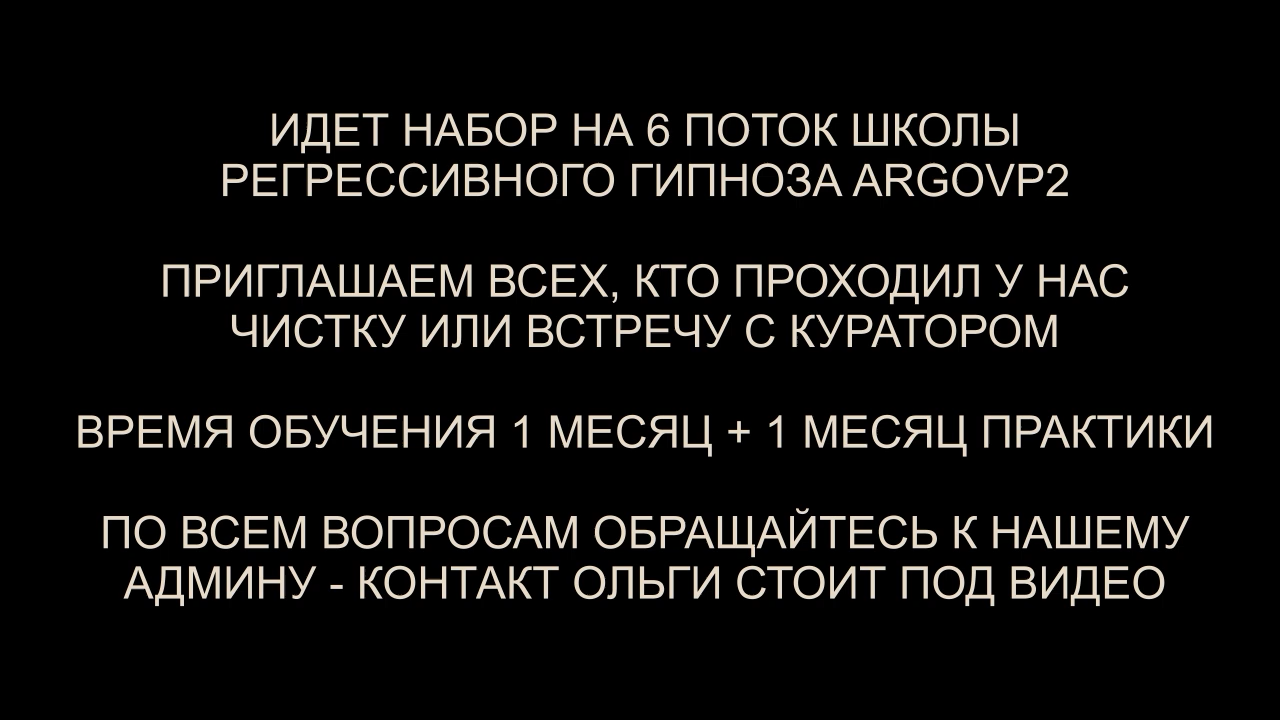 ИДЕТ НАБОР НА 6 ПОТОК ШКОЛЫ
РЕГРЕССИВНОГО ГИПНОЗА ARGOVP2
ПРИГЛАШАЕМ ВСЕХ, КТО ПРОХОДИЛ У НАС
ЧИСТКУ ИЛИ ВСТРЕЧУ С КУРАТОРОМ
ВРЕМЯ ОБУЧЕНИЯ 1 МЕСЯЦ + 1 МЕСЯЦ ПРАКТИКИ
ПО ВСЕМ ВОПРОСАМ ОБРАЩАЙТЕСЬ К НАШЕМУ
АДМИНУ - КОНТАКТ ОЛЬГИ СТОИТ ПОД ВИДЕО